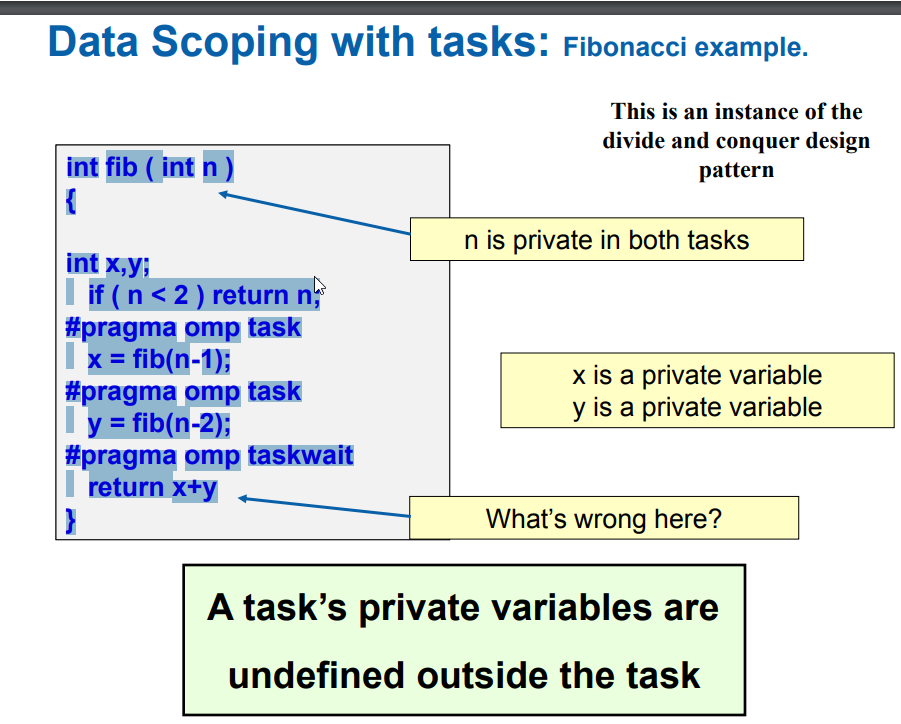 Data Scoping with tasks: Fibonacci example.
This is an instance of the
divide and conquer design
pattern
int fib ( int n )
{
n is private in both tasks
int x,y;
if ( n < 2 ) return n;
#pragma omp task
x = fib(n-1);
#pragma omp task
y = fib(n-2);
#pragma omp taskwait
return x+y
}
x is a private variable
y is a private variable
What’s wrong here?
A task’s private variables are
undefined outside the task